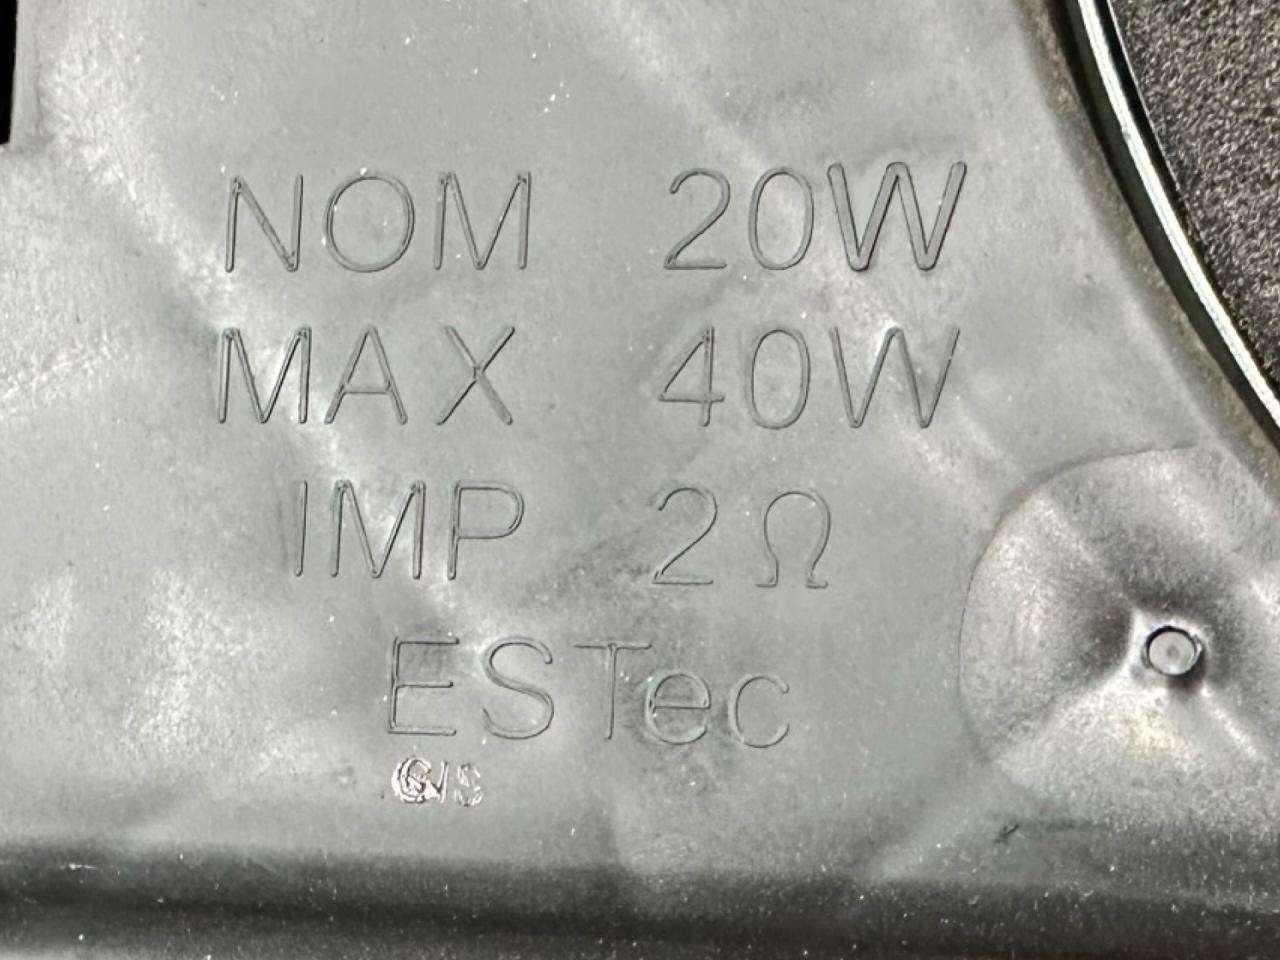 NOM 20W
MAX 40W
IMP 2Ω
ESTec